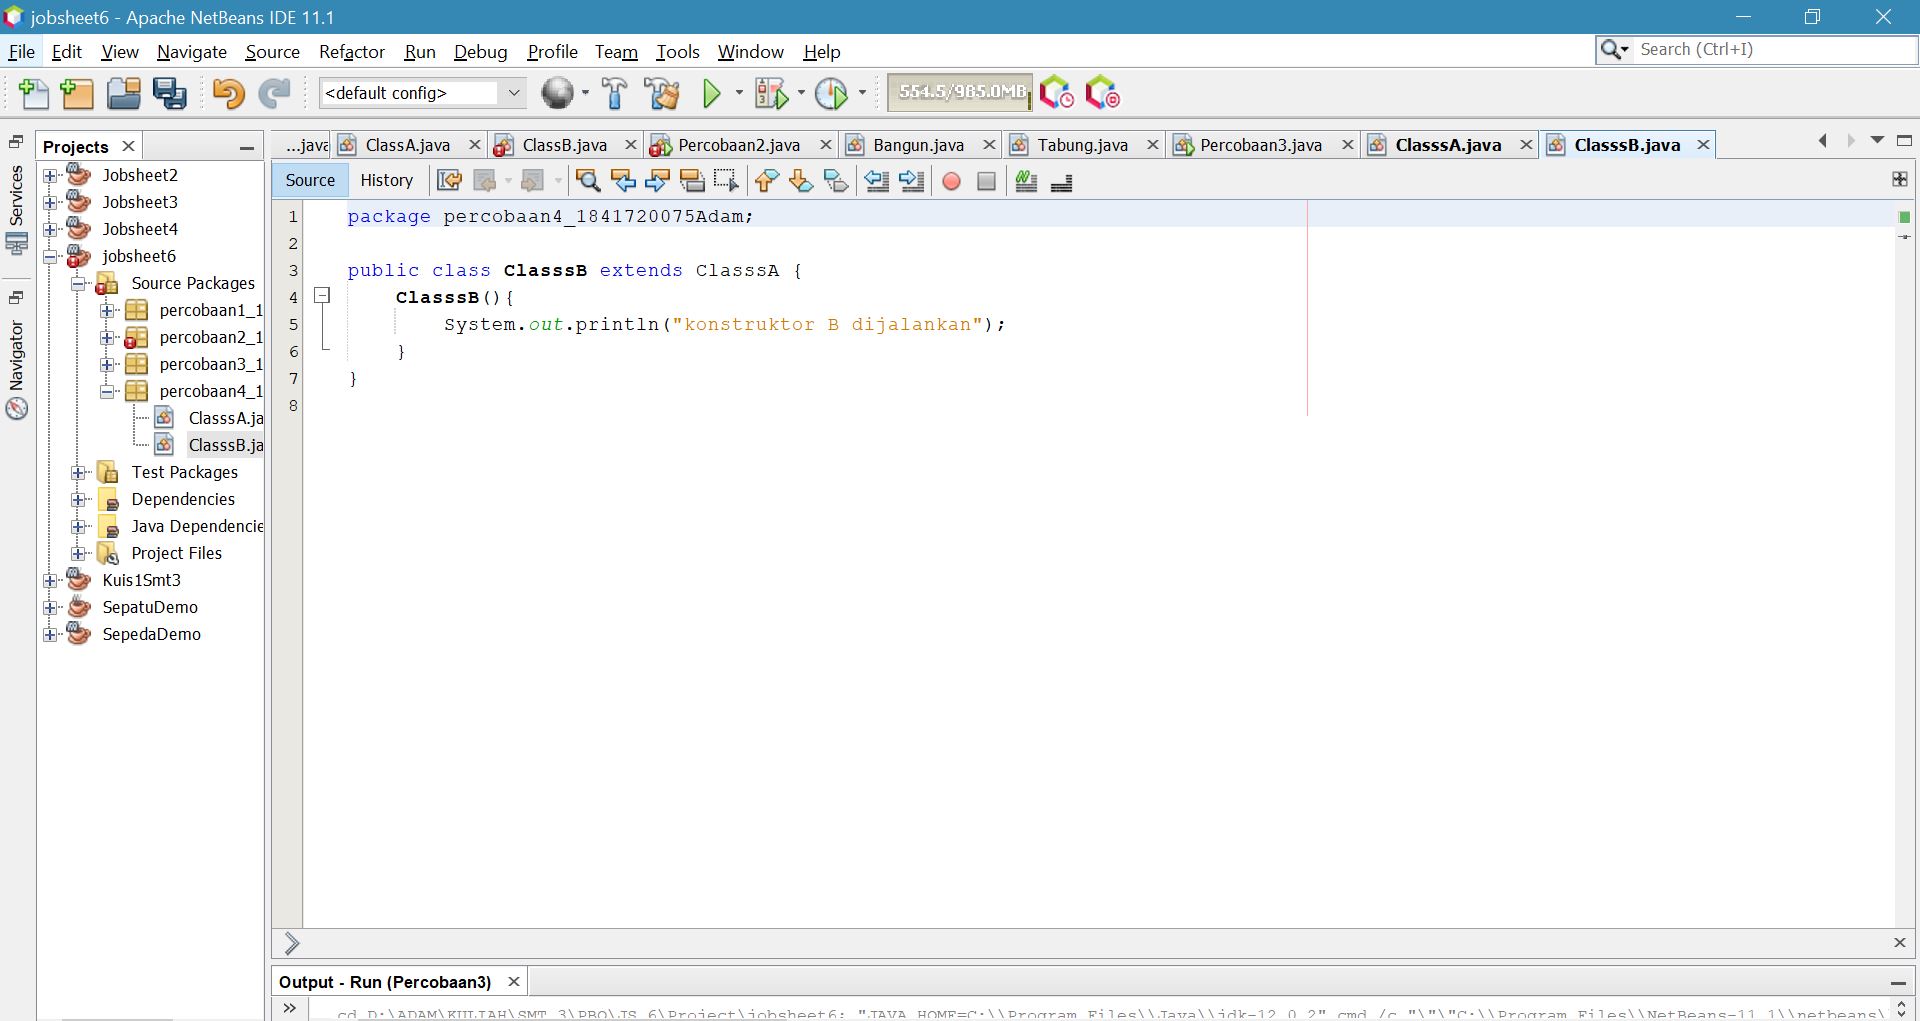 jobsheet6 - Apache NetBeans IDE 11.1
File Edit View Navigate Source Refactor Run Debug Profile Team Tools Window Help
Search (Ctrl+I)
<default config>
554.5/985.0MB
Services
Navigator
Projects
Jobsheet2
Jobsheet3
Jobsheet4
jobsheet6
Source Packages
percobaan1_1
percobaan2_1
percobaan3_1
percobaan4_1
ClasssA.ja
ClasssB.ja
Test Packages
Dependencies
Java Dependencie
Project Files
Kuis1Smt3
SepatuDemo
SepedaDemo
...java ClassA.java ClassB.java Percobaan2.java Bangun.java Tabung.java Percobaan3.java ClasssA.java ClasssB.java
Source History
1 package percobaan4_1841720075Adam;
2
3 public class ClasssB extends ClasssA {
4 ClasssB(){
5 System.out.println("konstruktor B dijalankan");
6 }
7 }
8
Output - Run (Percobaan3)
cd D:\ADAM\KULIAH\SMT 3\PBO\JS 6\Project\jobsheet6; "JAVA_HOME=C:\\Program Files\\Java\\jdk-12.0.2" cmd /c "\"\"C:\\Program Files\\NetBeans-11.1\\netbeans\